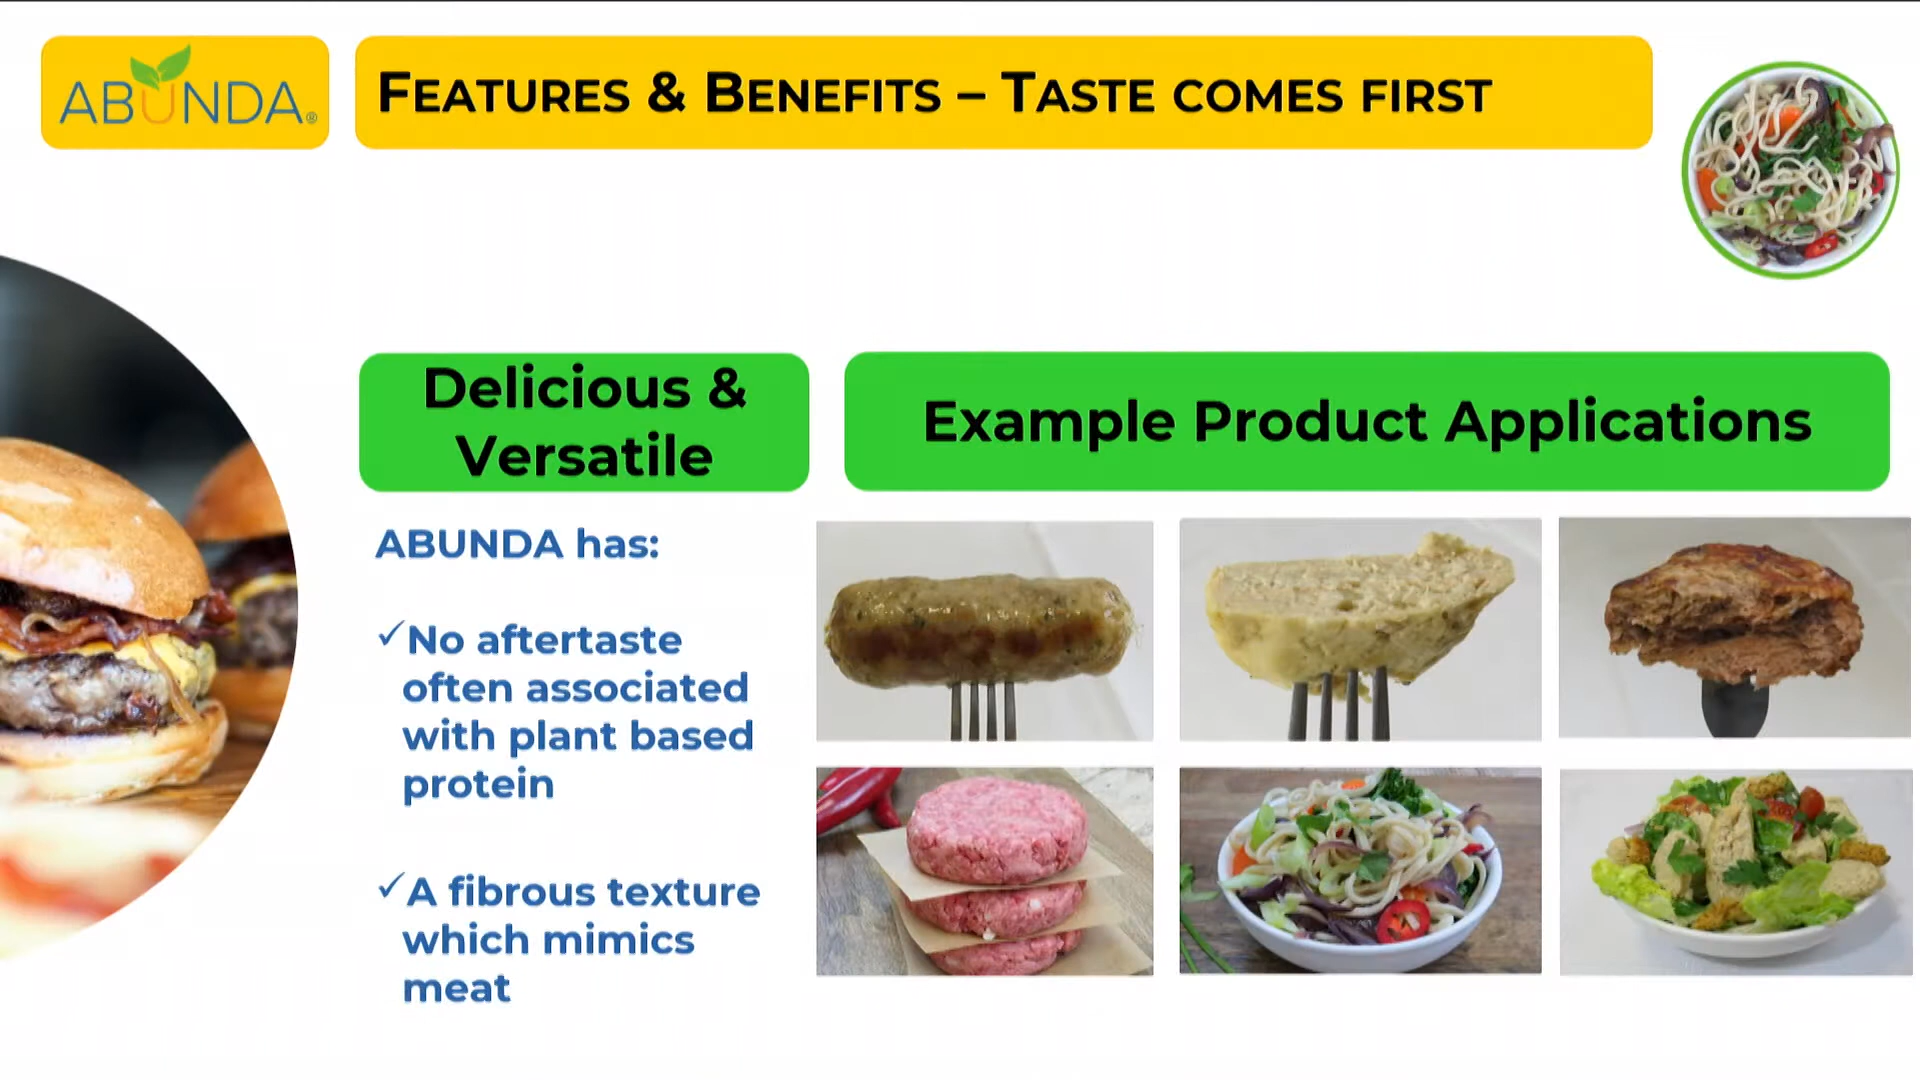 ABUNDA®
FEATURES & BENEFITS – TASTE COMES FIRST
Delicious &
Versatile
Example Product Applications
ABUNDA has:
✓No aftertaste
often associated
with plant based
protein
✓A fibrous texture
which mimics
meat